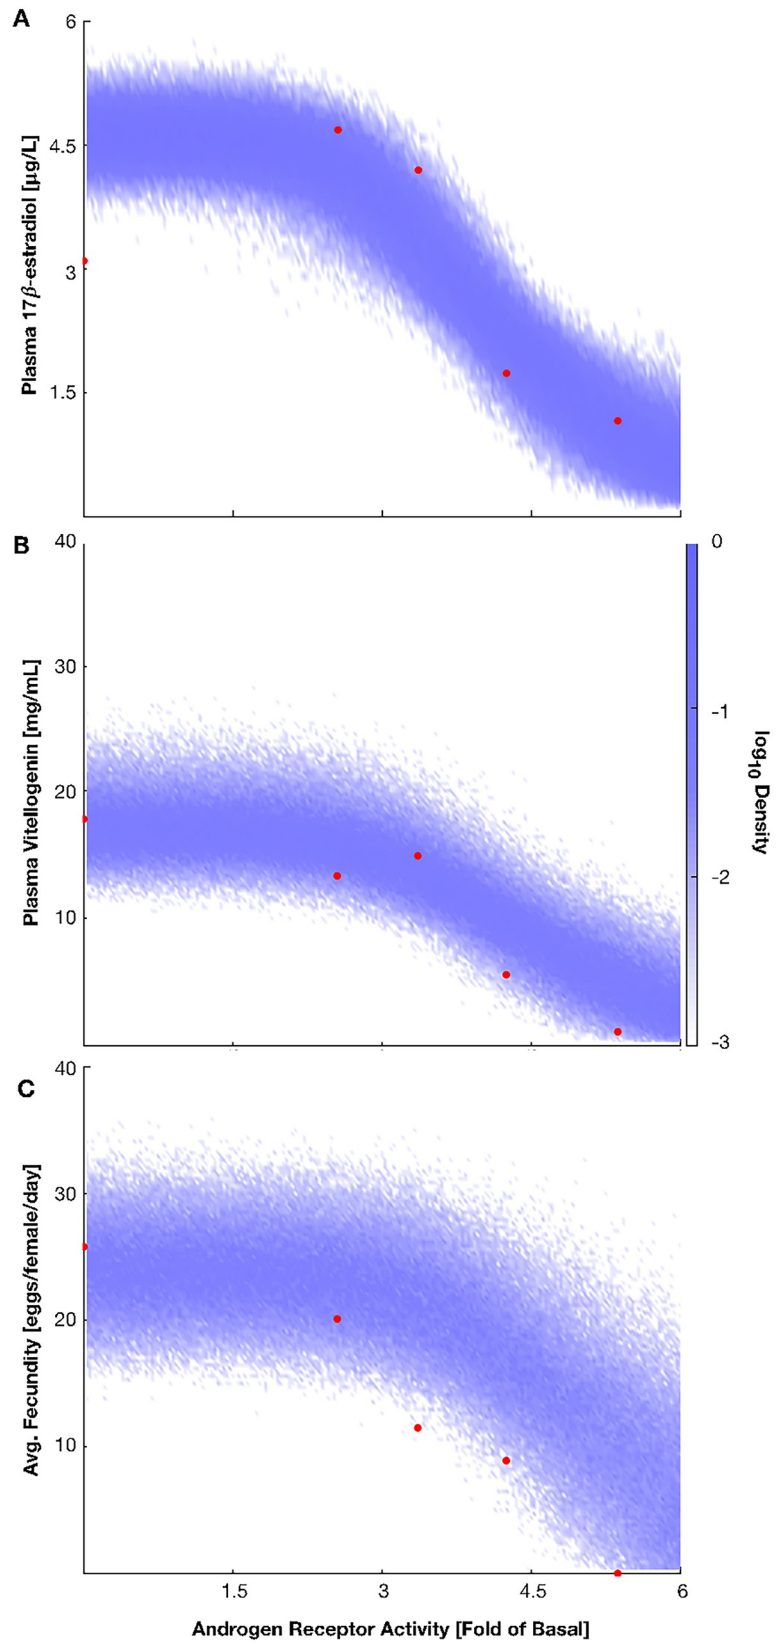 A
6
4.5
3
1.5
Plasma 17β-estradiol [µg/L]
B
40
30
20
10
Plasma Vitellogenin [mg/mL]
0
-1
-2
-3
log10 Density
C
40
30
20
10
Avg. Fecundity [eggs/female/day]
1.5
3
4.5
6
Androgen Receptor Activity [Fold of Basal]